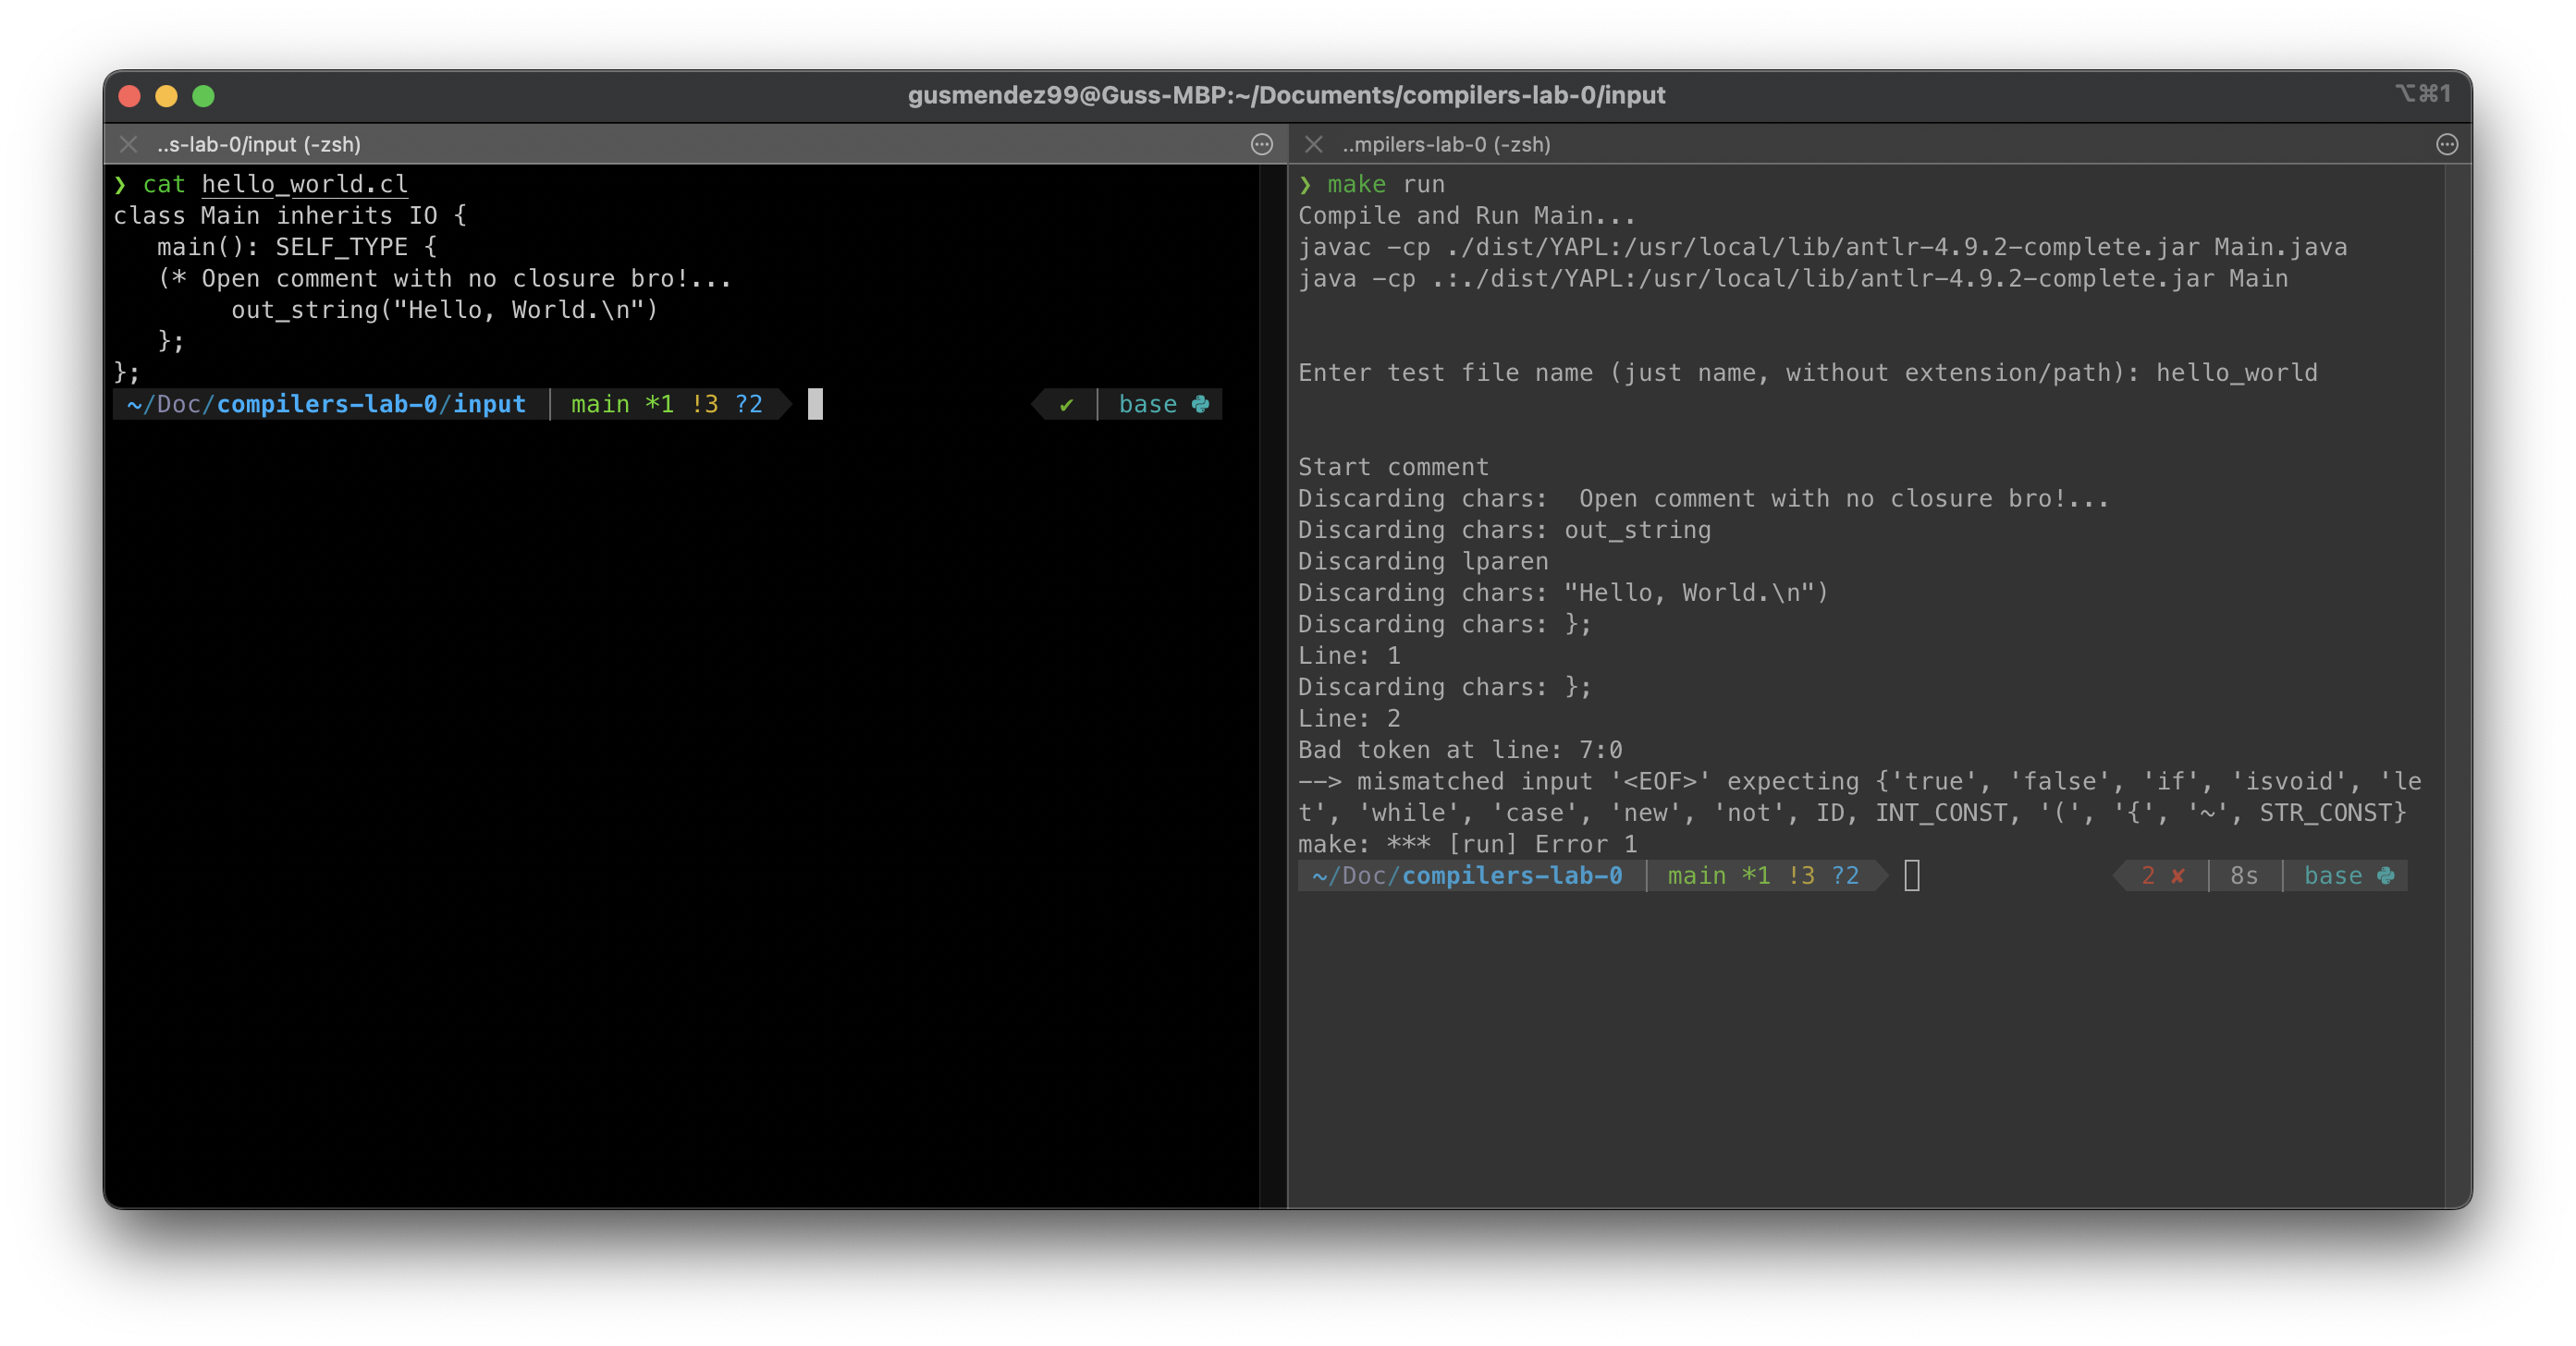 gusmendez99@Guss-MBP:~/Documents/compilers-lab-0/input
⌥⌘1
..s-lab-0/input (-zsh)
❯ cat hello_world.cl
class Main inherits IO {
   main(): SELF_TYPE {
   (* Open comment with no closure bro!...
        out_string("Hello, World.\n")
   };
};
~/Doc/compilers-lab-0/input | main *1 !3 ?2
✔ | base
..mpilers-lab-0 (-zsh)
❯ make run
Compile and Run Main...
javac -cp ./dist/YAPL:/usr/local/lib/antlr-4.9.2-complete.jar Main.java
java -cp .:./dist/YAPL:/usr/local/lib/antlr-4.9.2-complete.jar Main
Enter test file name (just name, without extension/path): hello_world
Start comment
Discarding chars:  Open comment with no closure bro!...
Discarding chars: out_string
Discarding lparen
Discarding chars: "Hello, World.\n")
Discarding chars: };
Line: 1
Discarding chars: };
Line: 2
Bad token at line: 7:0
--> mismatched input '<EOF>' expecting {'true', 'false', 'if', 'isvoid', 'le
t', 'while', 'case', 'new', 'not', ID, INT_CONST, '(', '{', '~', STR_CONST}
make: *** [run] Error 1
~/Doc/compilers-lab-0 | main *1 !3 ?2
2 ✘ | 8s | base